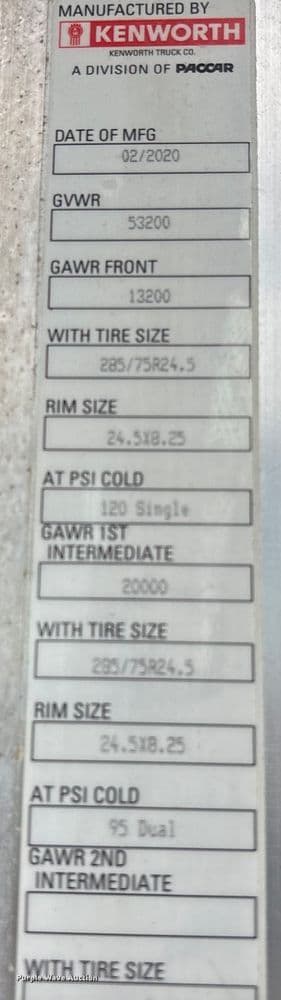 MANUFACTURED BY
KENWORTH
KENWORTH TRUCK CO.
A DIVISION OF PACCAR
DATE OF MFG
02/2020
GVWR
53200
GAWR FRONT
13200
WITH TIRE SIZE
285/75R24.5
RIM SIZE
24.5X8.25
AT PSI COLD
120 Single
GAWR 1ST
INTERMEDIATE
20000
WITH TIRE SIZE
285/75R24.5
RIM SIZE
24.5X8.25
AT PSI COLD
95 Dual
GAWR 2ND
INTERMEDIATE
WITH TIRE SIZE
Purple Wave Auction